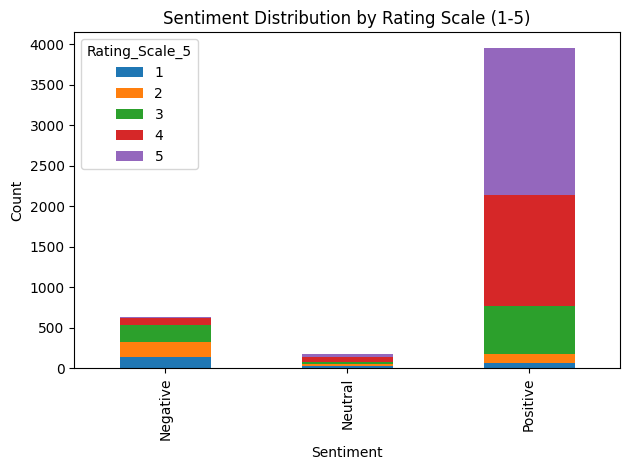 Sentiment Distribution by Rating Scale (1-5)
4000
3500
3000
2500
2000
1500
1000
500
0
Count
Rating_Scale_5
1
2
3
4
5
Negative
Neutral
Positive
Sentiment